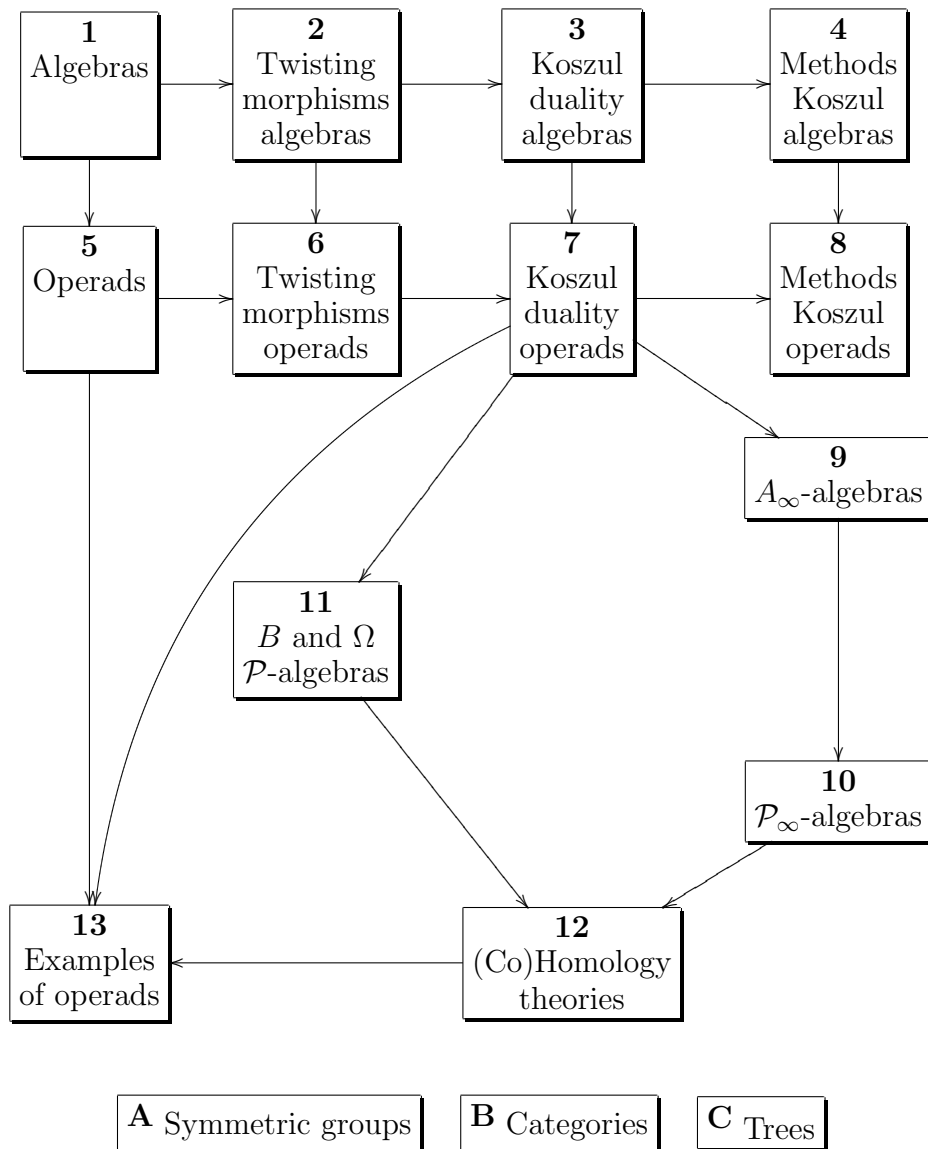 1
Algebras
2
Twisting
morphisms
algebras
3
Koszul
duality
algebras
4
Methods
Koszul
algebras
5
Operads
6
Twisting
morphisms
operads
7
Koszul
duality
operads
8
Methods
Koszul
operads
9
A∞-algebras
11
B and Ω
𝒫-algebras
10
𝒫∞-algebras
13
Examples
of operads
12
(Co)Homology
theories
A Symmetric groups
B Categories
C Trees